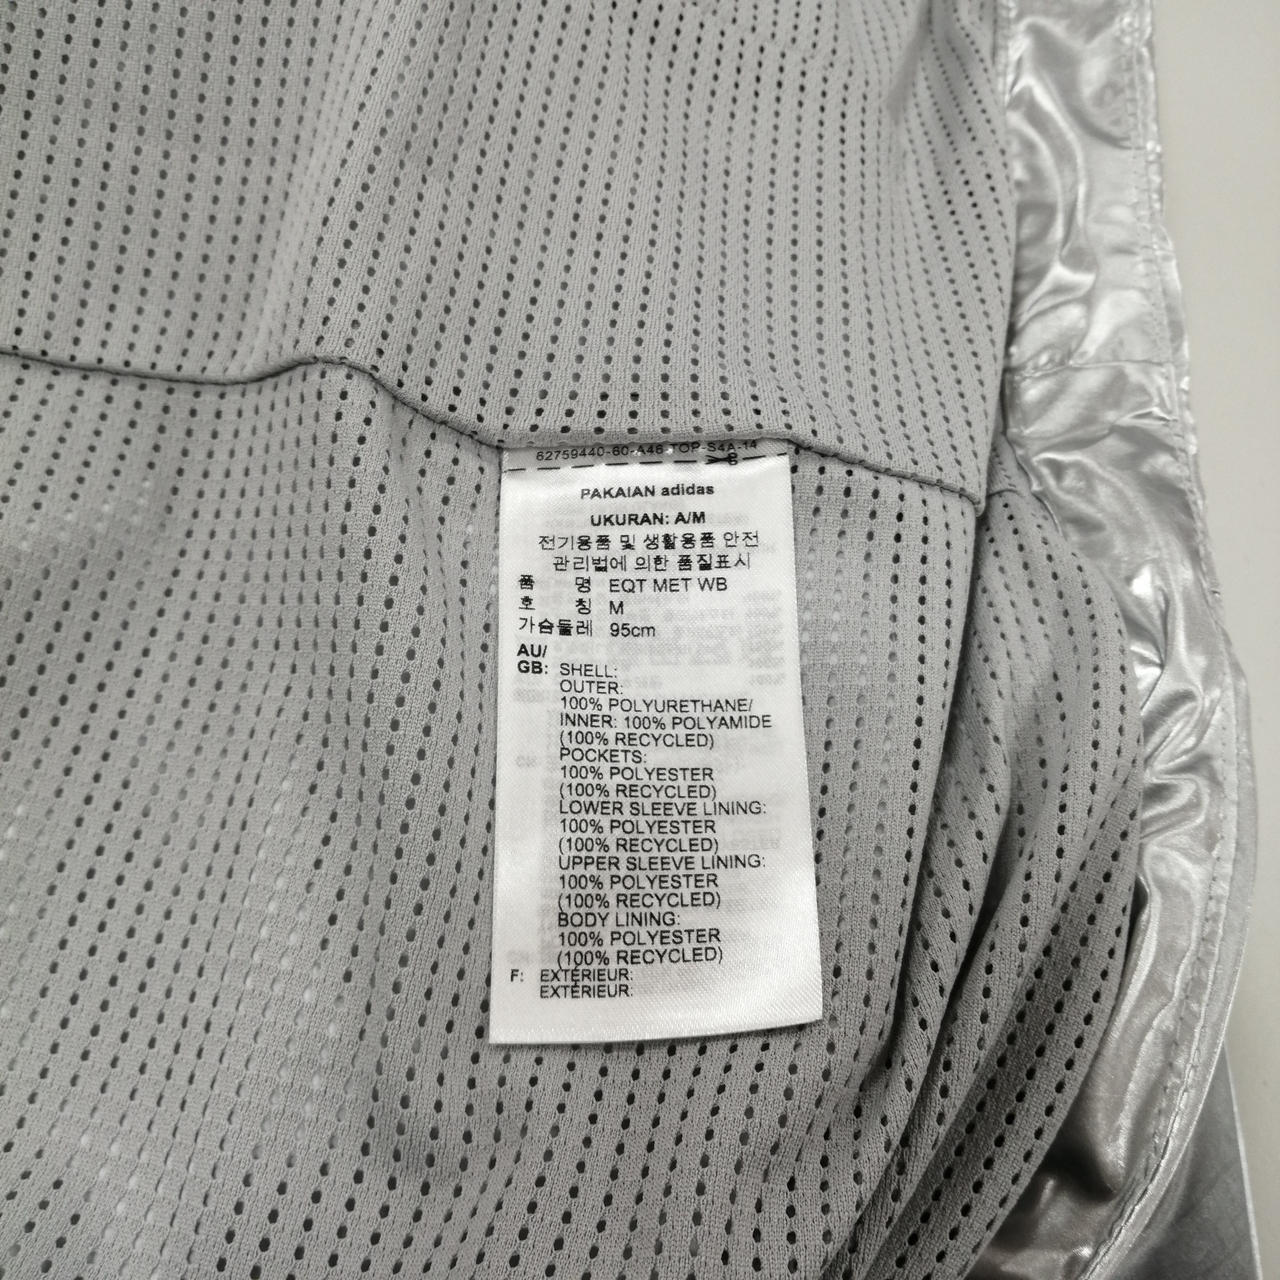 62759440-60-A46 TOP-S4A-14
PAKAIAN adidas
UKURAN: A/M
전기용품 및 생활용품 안전
관리법에 의한 품질표시
품 명 EQT MET WB
호 칭 M
가슴둘레 95cm
AU/
GB: SHELL:
OUTER:
100% POLYURETHANE/
INNER: 100% POLYAMIDE
(100% RECYCLED)
POCKETS:
100% POLYESTER
(100% RECYCLED)
LOWER SLEEVE LINING:
100% POLYESTER
(100% RECYCLED)
UPPER SLEEVE LINING:
100% POLYESTER
(100% RECYCLED)
BODY LINING:
100% POLYESTER
(100% RECYCLED)
F: EXTÉRIEUR:
EXTÉRIEUR: